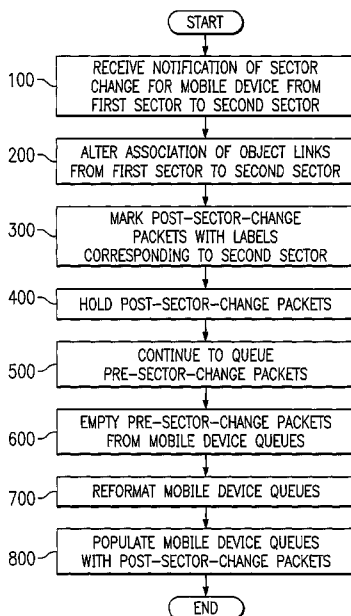 START
100
RECEIVE NOTIFICATION OF SECTOR
CHANGE FOR MOBILE DEVICE FROM
FIRST SECTOR TO SECOND SECTOR
200
ALTER ASSOCIATION OF OBJECT LINKS
FROM FIRST SECTOR TO SECOND SECTOR
300
MARK POST-SECTOR-CHANGE
PACKETS WITH LABELS
CORRESPONDING TO SECOND SECTOR
400
HOLD POST-SECTOR-CHANGE PACKETS
500
CONTINUE TO QUEUE
PRE-SECTOR-CHANGE PACKETS
600
EMPTY PRE-SECTOR-CHANGE PACKETS
FROM MOBILE DEVICE QUEUES
700
REFORMAT MOBILE DEVICE QUEUES
800
POPULATE MOBILE DEVICE QUEUES
WITH POST-SECTOR-CHANGE PACKETS
END